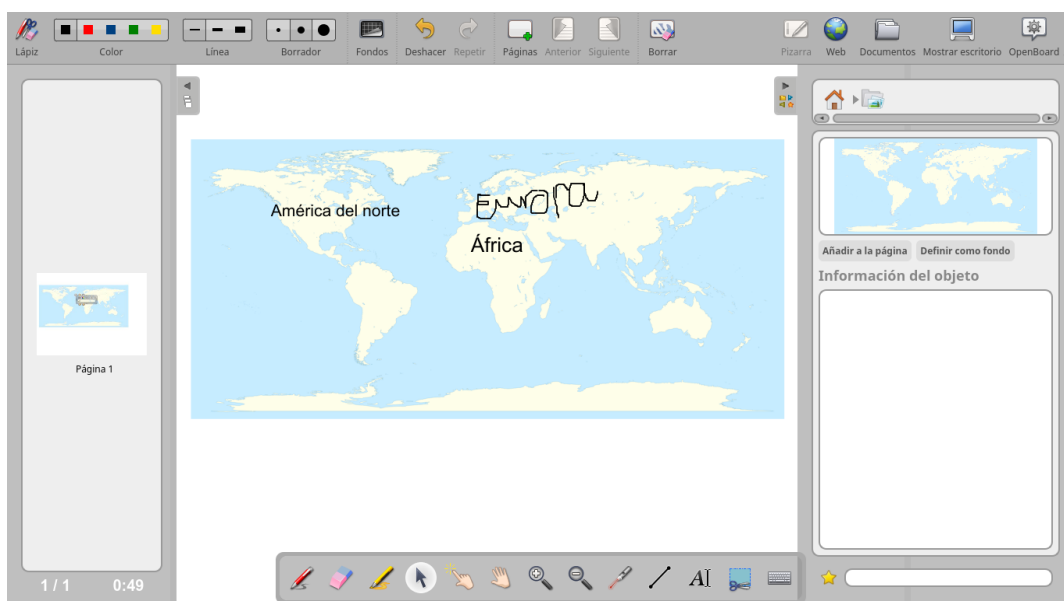 Lápiz
Color
Línea
Borrador
Fondos
Deshacer
Repetir
Páginas
Anterior
Siguiente
Borrar
Pizarra
Web
Documentos
Mostrar escritorio
OpenBoard
América del norte
Europa
África
Página 1
Añadir a la página
Definir como fondo
Información del objeto
1 / 1
0:49
AI